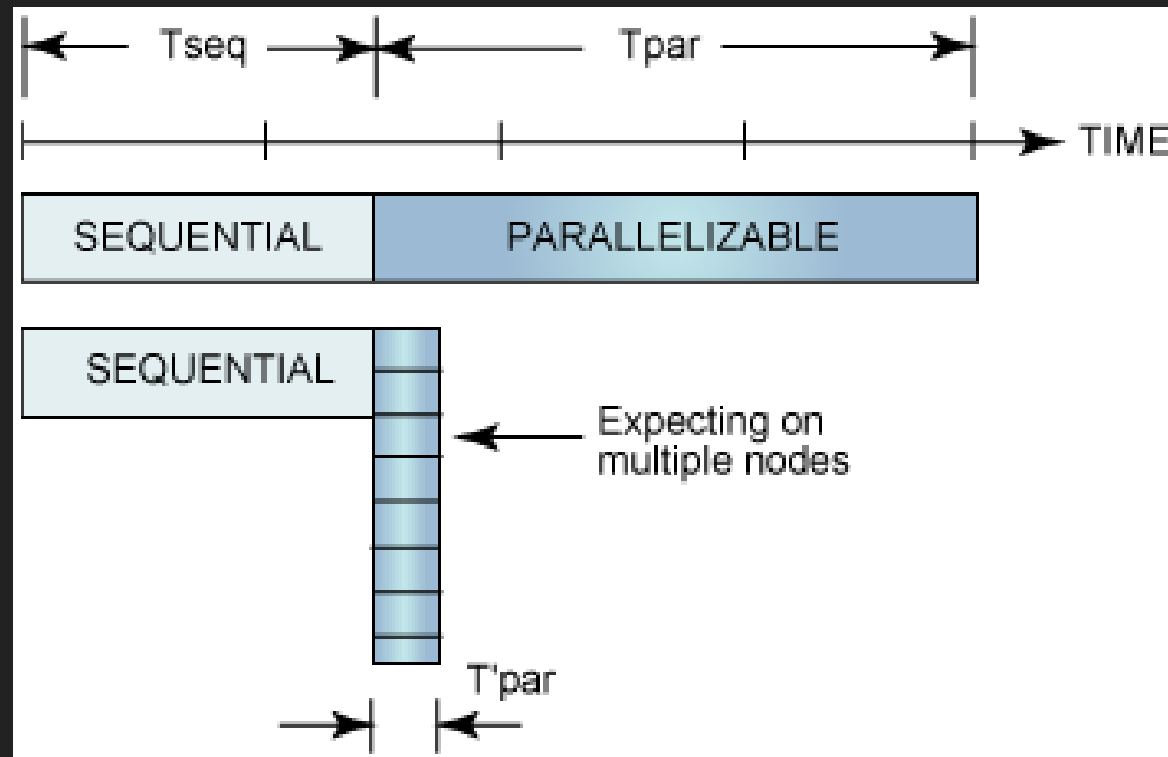 Tseq
Tpar
TIME
SEQUENTIAL
PARALLELIZABLE
SEQUENTIAL
Expecting on
multiple nodes
T'par